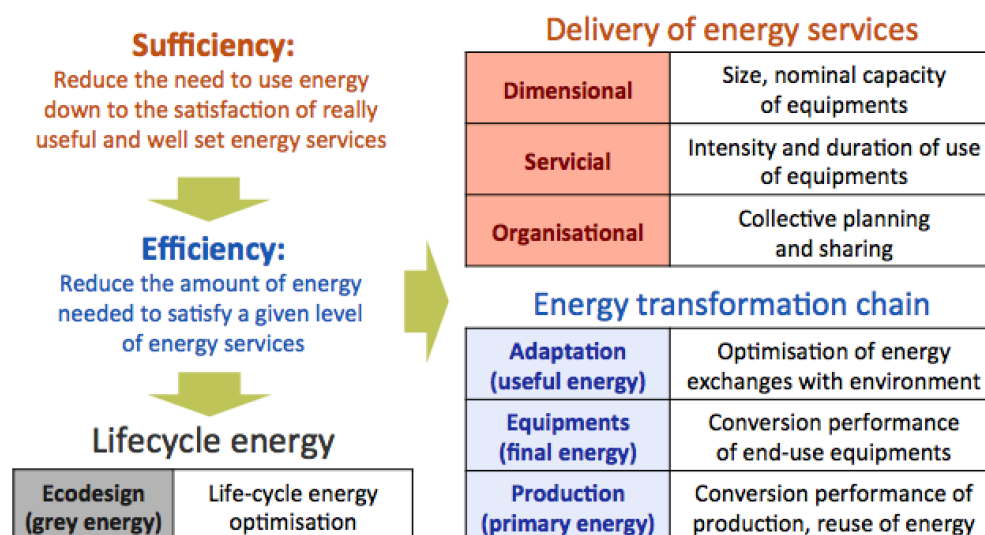 Sufficiency:
Reduce the need to use energy
down to the satisfaction of really
useful and well set energy services
Efficiency:
Reduce the amount of energy
needed to satisfy a given level
of energy services
Lifecycle energy
Ecodesign
(grey energy)
Life-cycle energy
optimisation
Delivery of energy services
Dimensional
Size, nominal capacity
of equipments
Servicial
Intensity and duration of use
of equipments
Organisational
Collective planning
and sharing
Energy transformation chain
Adaptation
(useful energy)
Optimisation of energy
exchanges with environment
Equipments
(final energy)
Conversion performance
of end-use equipments
Production
(primary energy)
Conversion performance of
production, reuse of energy